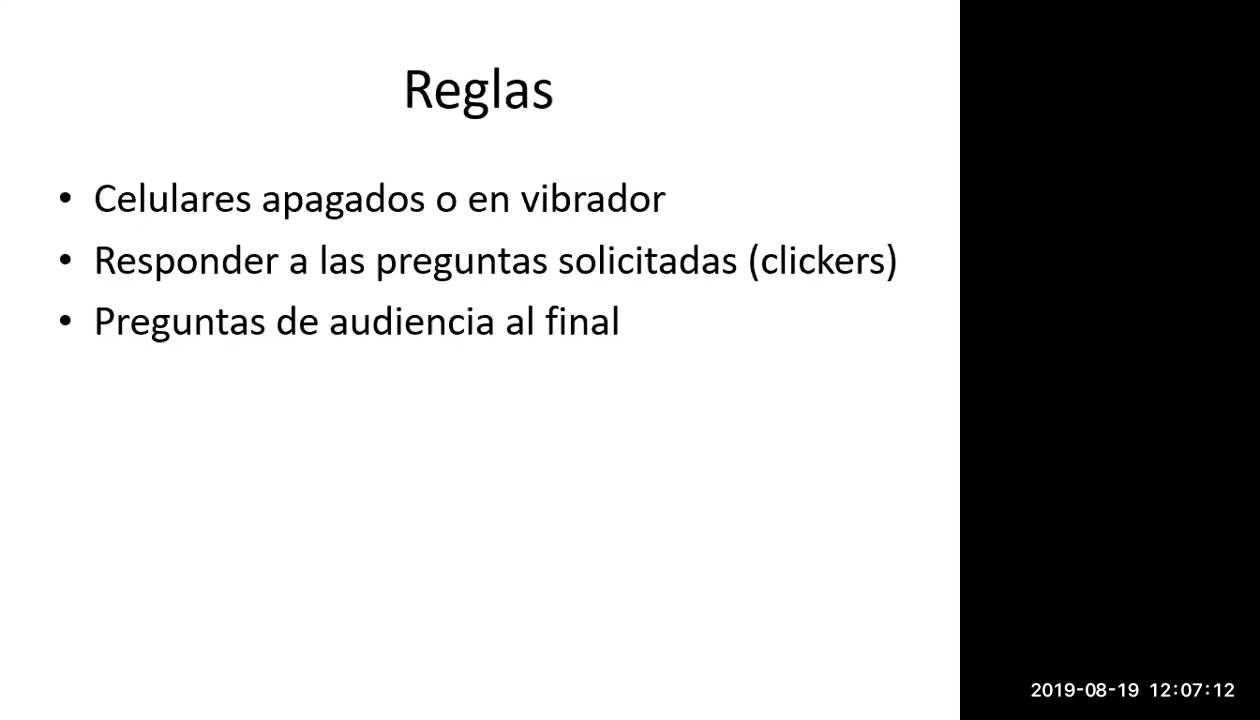 Reglas
• Celulares apagados o en vibrador
• Responder a las preguntas solicitadas (clickers)
• Preguntas de audiencia al final
2019-08-19 12:07:12